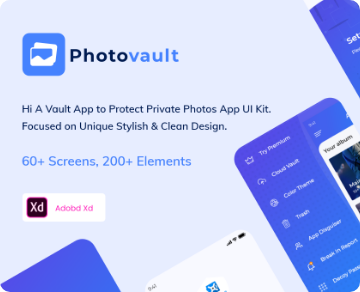 Photovault
Hi A Vault App to Protect Private Photos App UI Kit.
Focused on Unique Stylish & Clean Design.
60+ Screens, 200+ Elements
Xd
Adobd Xd
Try Premium
Cloud Vault
Color Theme
Trash
App Disguiser
Break In Report
Your album
9:41